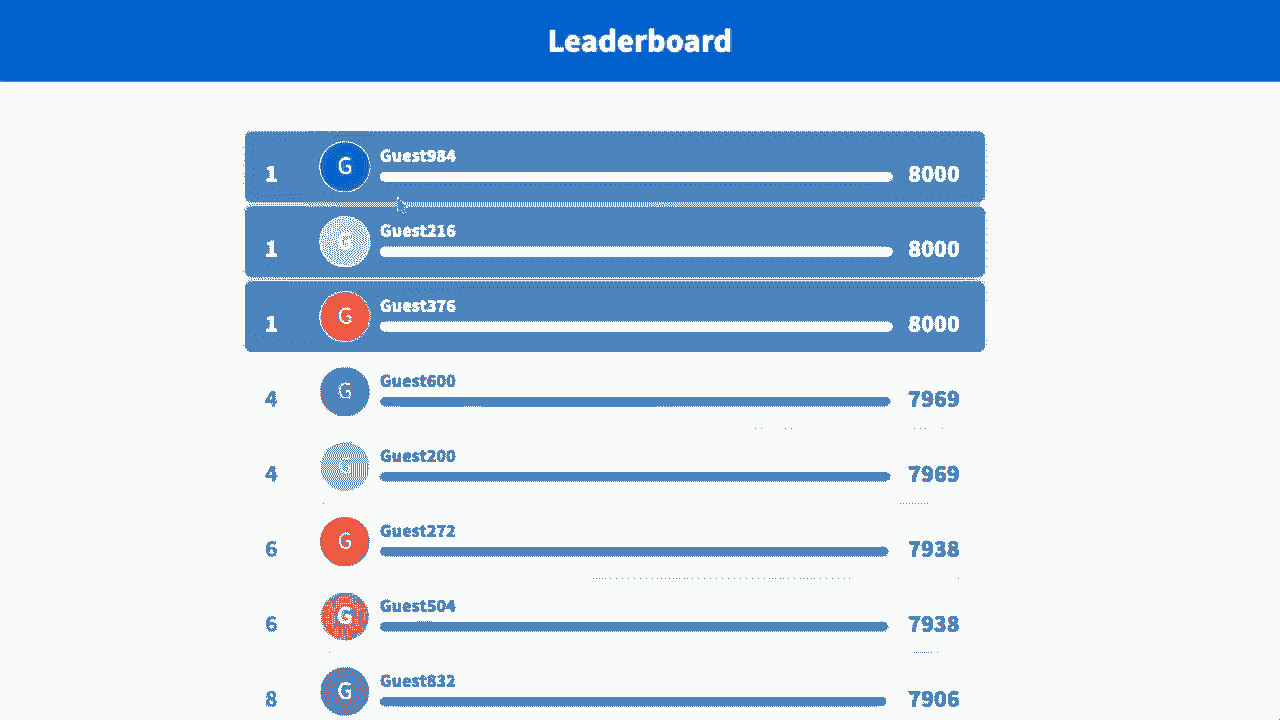 Leaderboard
1 G Guest984 8000
1 G Guest216 8000
1 G Guest376 8000
4 G Guest600 7969
4 G Guest200 7969
6 G Guest272 7938
6 G Guest504 7938
8 G Guest832 7906